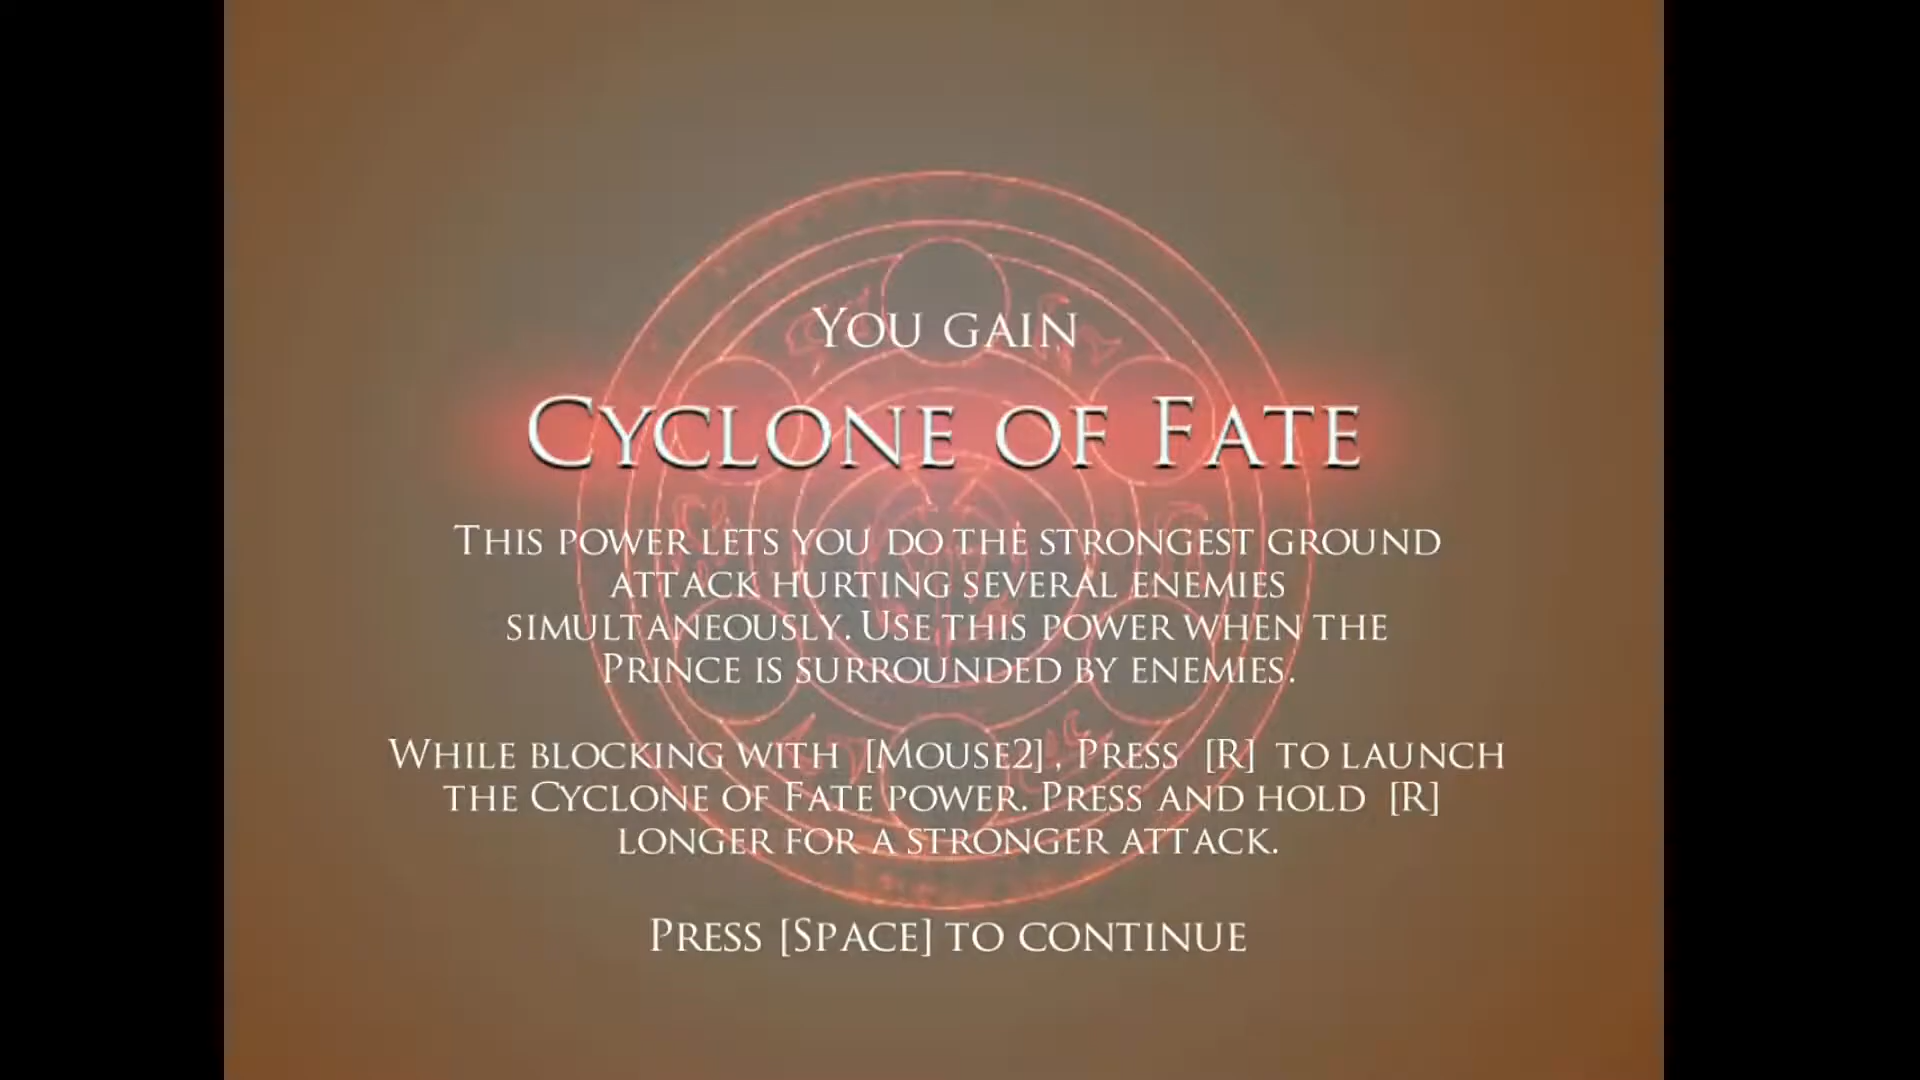 You gain
Cyclone of Fate
This power lets you do the strongest ground
attack hurting several enemies
simultaneously. Use this power when the
Prince is surrounded by enemies.
While blocking with [Mouse2], Press [R] to launch
the Cyclone of Fate power. Press and hold [R]
longer for a stronger attack.
Press [Space] to continue